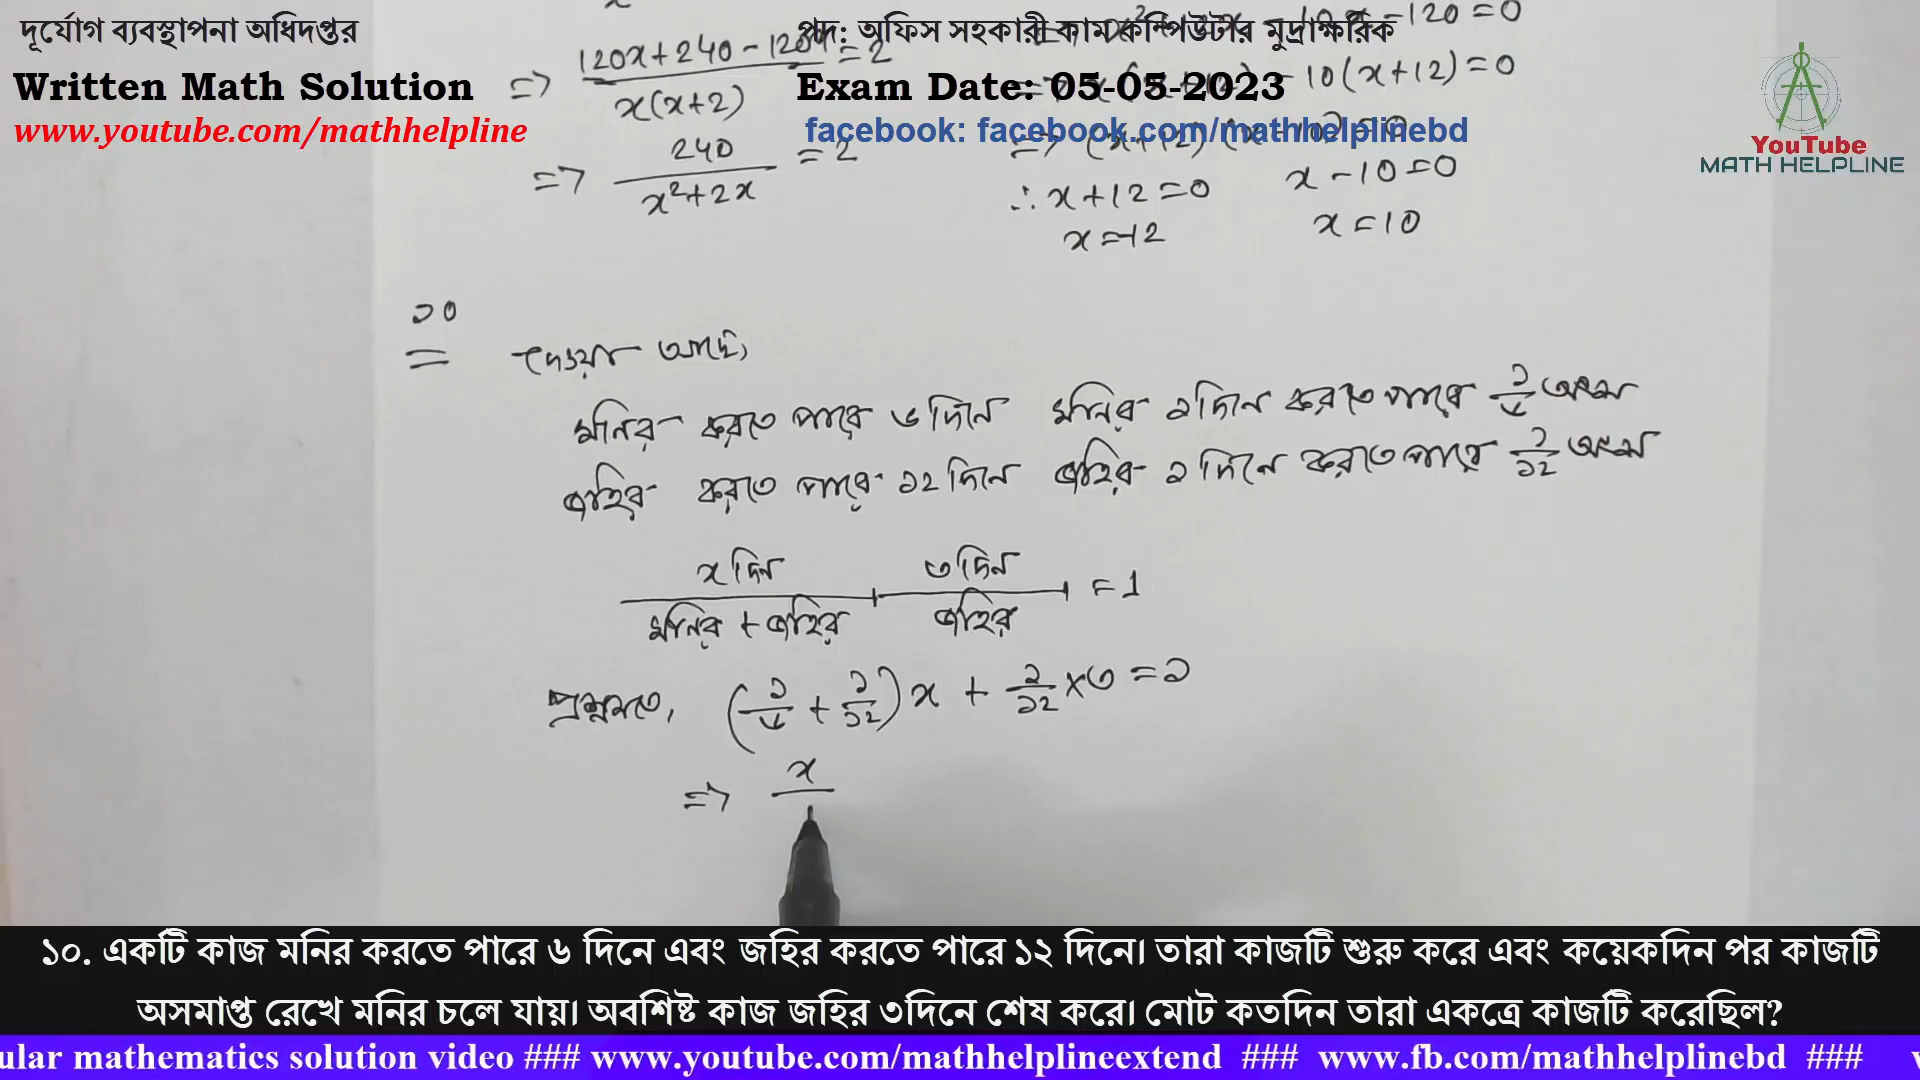 দূর্যোগ ব্যবস্থাপনা অধিদপ্তর
পদ: অফিস সহকারী কাম কম্পিউটার মুদ্রাক্ষরিক
Written Math Solution
Exam Date: 05-05-2023
www.youtube.com/mathhelpline
facebook: facebook.com/mathhelplinebd
YouTube
MATH HELPLINE
=> 120x+240-120x / x(x+2) = 2
=> 240 / x²+2x = 2
-120=0
-10(x+12)=0
∴ x+12=0
x=-12
x-10=0
x=10
১০
দেওয়া আছে,
মনির করতে পারে ৬ দিনে মনির ১ দিনে করতে পারে ১/৬ অংশ
জহির করতে পারে ১২ দিনে জহির ১ দিনে করতে পারে ১/১২ অংশ
x দিন ৩ দিন = 1
মনির + জহির জহির
প্রশ্নমতে, (১/৬ + ১/১২) x + ১/১২ × ৩ = ১
=> x
১০. একটি কাজ মনির করতে পারে ৬ দিনে এবং জহির করতে পারে ১২ দিনে। তারা কাজটি শুরু করে এবং কয়েকদিন পর কাজটি
অসমাপ্ত রেখে মনির চলে যায়। অবশিষ্ট কাজ জহির ৩দিনে শেষ করে। মোট কতদিন তারা একত্রে কাজটি করেছিল?
ular mathematics solution video ### www.youtube.com/mathhelplineextend ### www.fb.com/mathhelplinebd ###